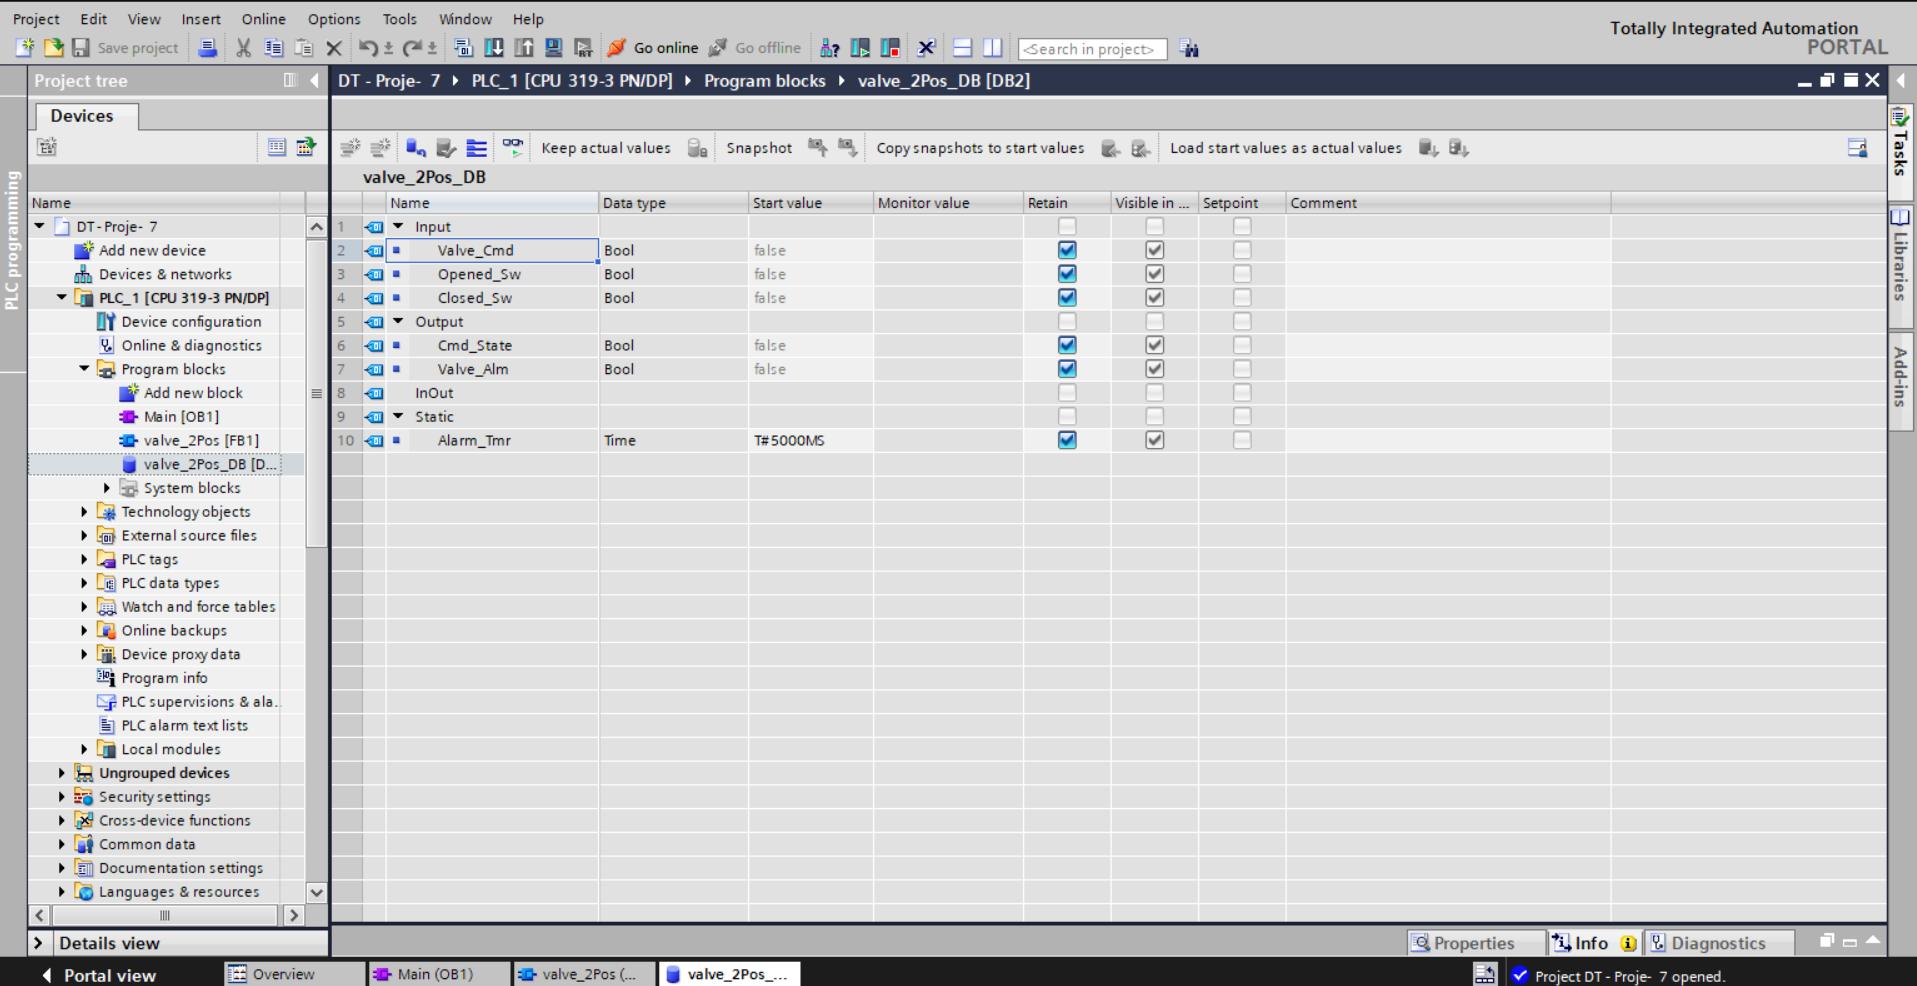 Project Edit View Insert Online Options Tools Window Help
Totally Integrated Automation
PORTAL
Save project Go online Go offline <Search in project>
Project tree
DT - Proje- 7 PLC_1 [CPU 319-3 PN/DP] Program blocks valve_2Pos_DB [DB2]
Devices
Keep actual values Snapshot Copy snapshots to start values Load start values as actual values
valve_2Pos_DB
PLC programming
Name
DT - Proje- 7
Add new device
Devices & networks
PLC_1 [CPU 319-3 PN/DP]
Device configuration
Online & diagnostics
Program blocks
Add new block
Main [OB1]
valve_2Pos [FB1]
valve_2Pos_DB [D...
System blocks
Technology objects
External source files
PLC tags
PLC data types
Watch and force tables
Online backups
Device proxy data
Program info
PLC supervisions & ala..
PLC alarm text lists
Local modules
Ungrouped devices
Security settings
Cross-device functions
Common data
Documentation settings
Languages & resources
Details view
Name Data type Start value Monitor value Retain Visible in ... Setpoint Comment
1 Input
2 Valve_Cmd Bool false
3 Opened_Sw Bool false
4 Closed_Sw Bool false
5 Output
6 Cmd_State Bool false
7 Valve_Alm Bool false
8 InOut
9 Static
10 Alarm_Tmr Time T#5000MS
Tasks
Libraries
Add-ins
Properties Info Diagnostics
Portal view Overview Main (OB1) valve_2Pos (... valve_2Pos_...
Project DT - Proje- 7 opened.